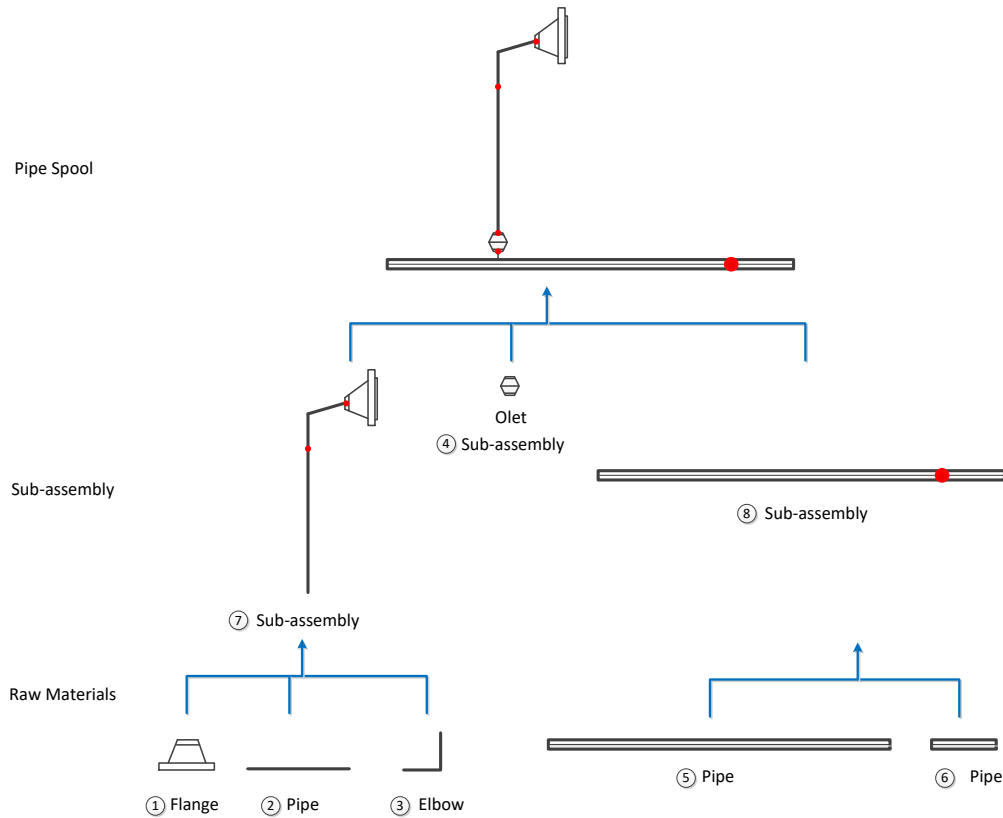 Pipe Spool
Olet
④ Sub-assembly
Sub-assembly
⑧ Sub-assembly
⑦ Sub-assembly
Raw Materials
① Flange
② Pipe
③ Elbow
⑤ Pipe
⑥ Pipe